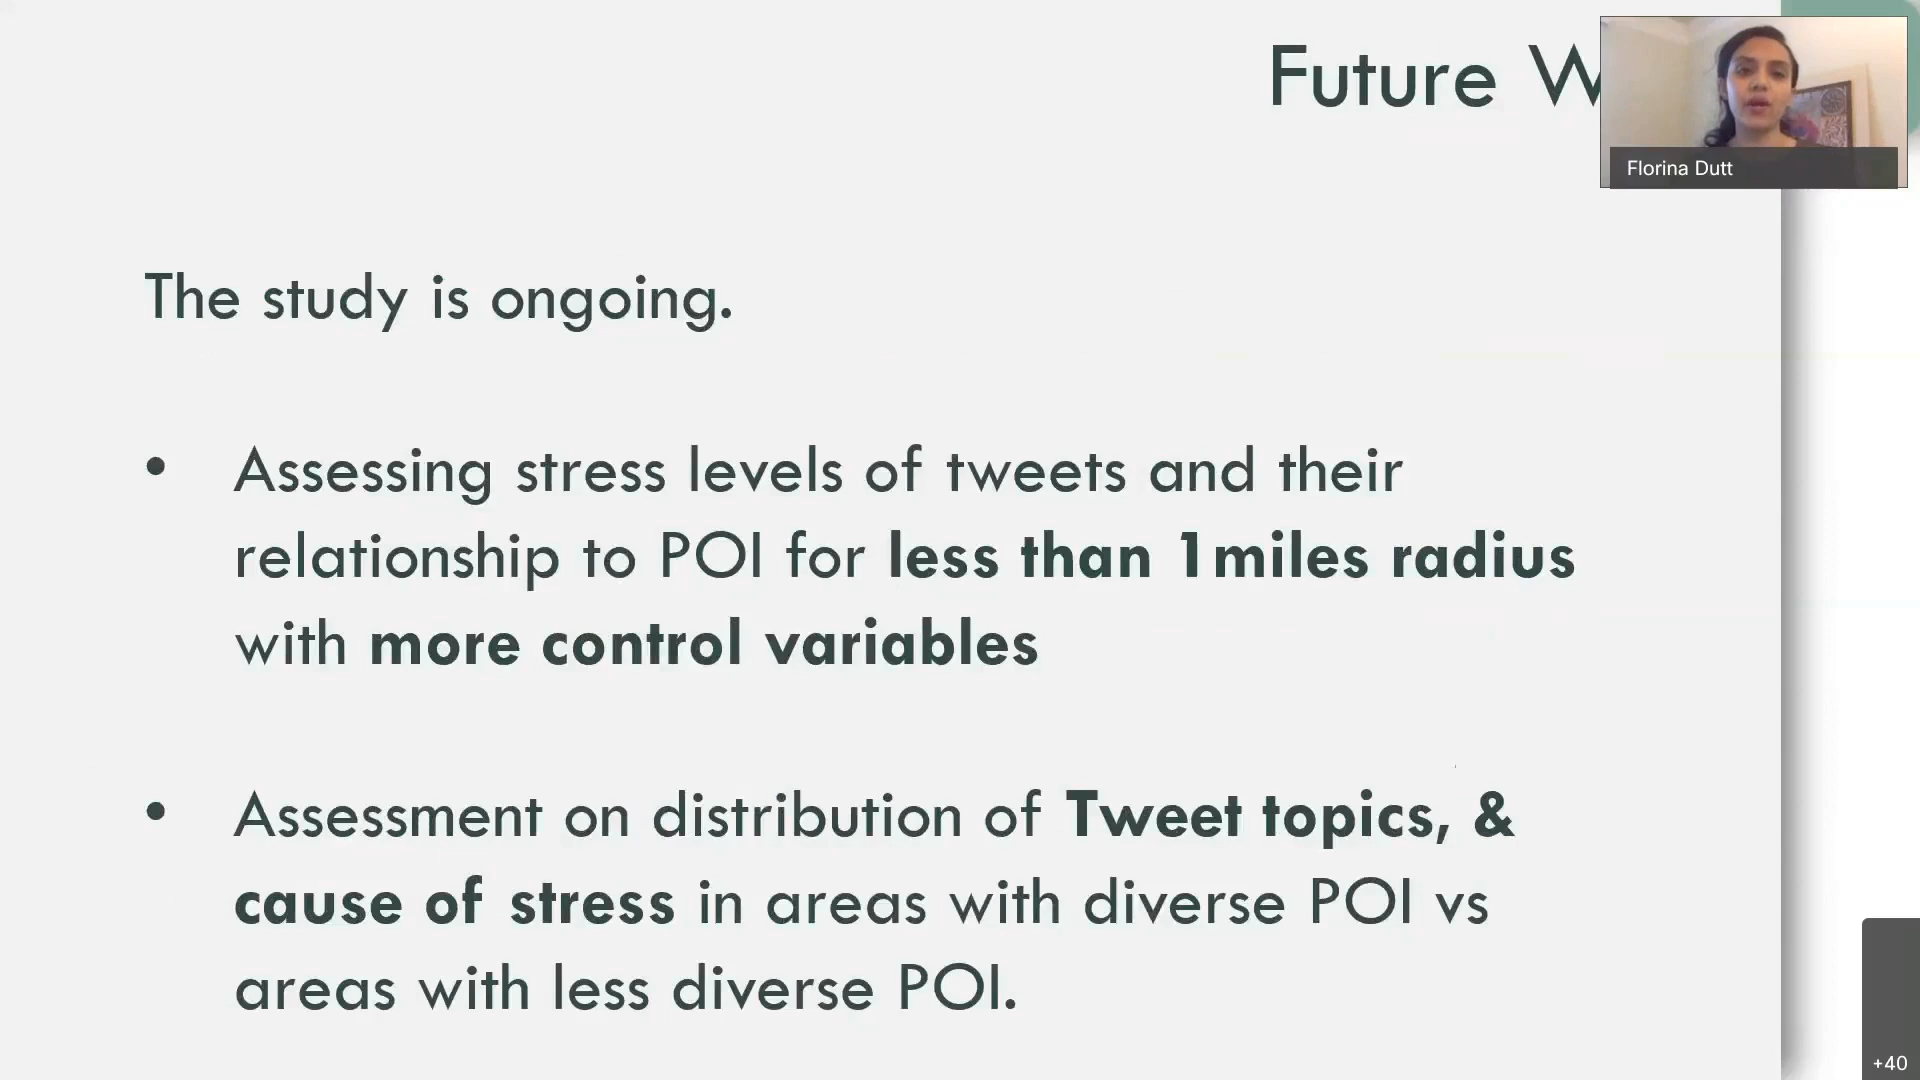 Future W
Florina Dutt
The study is ongoing.
• Assessing stress levels of tweets and their
relationship to POI for less than 1miles radius
with more control variables
• Assessment on distribution of Tweet topics, &
cause of stress in areas with diverse POI vs
areas with less diverse POI.
+40